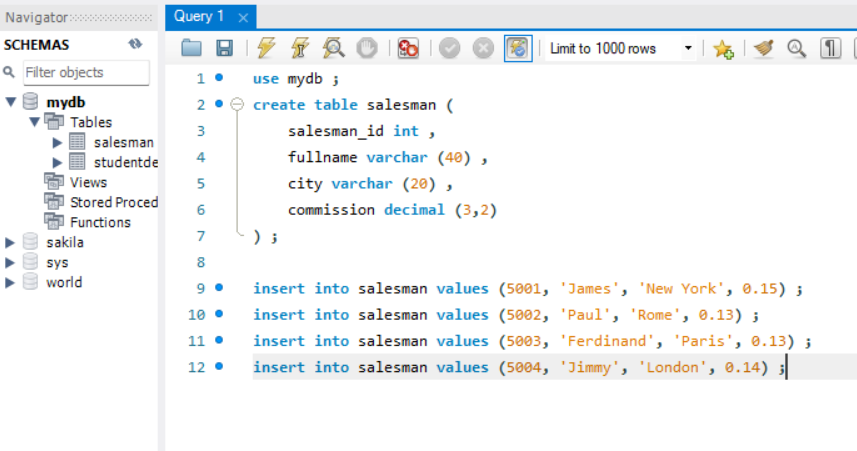 Navigator
SCHEMAS
Filter objects
mydb
Tables
salesman
studentde
Views
Stored Proced
Functions
sakila
sys
world
Query 1
Limit to 1000 rows
1 use mydb ;
2 create table salesman (
3 salesman_id int ,
4 fullname varchar (40) ,
5 city varchar (20) ,
6 commission decimal (3,2)
7 ) ;
8
9 insert into salesman values (5001, 'James', 'New York', 0.15) ;
10 insert into salesman values (5002, 'Paul', 'Rome', 0.13) ;
11 insert into salesman values (5003, 'Ferdinand', 'Paris', 0.13) ;
12 insert into salesman values (5004, 'Jimmy', 'London', 0.14) ;